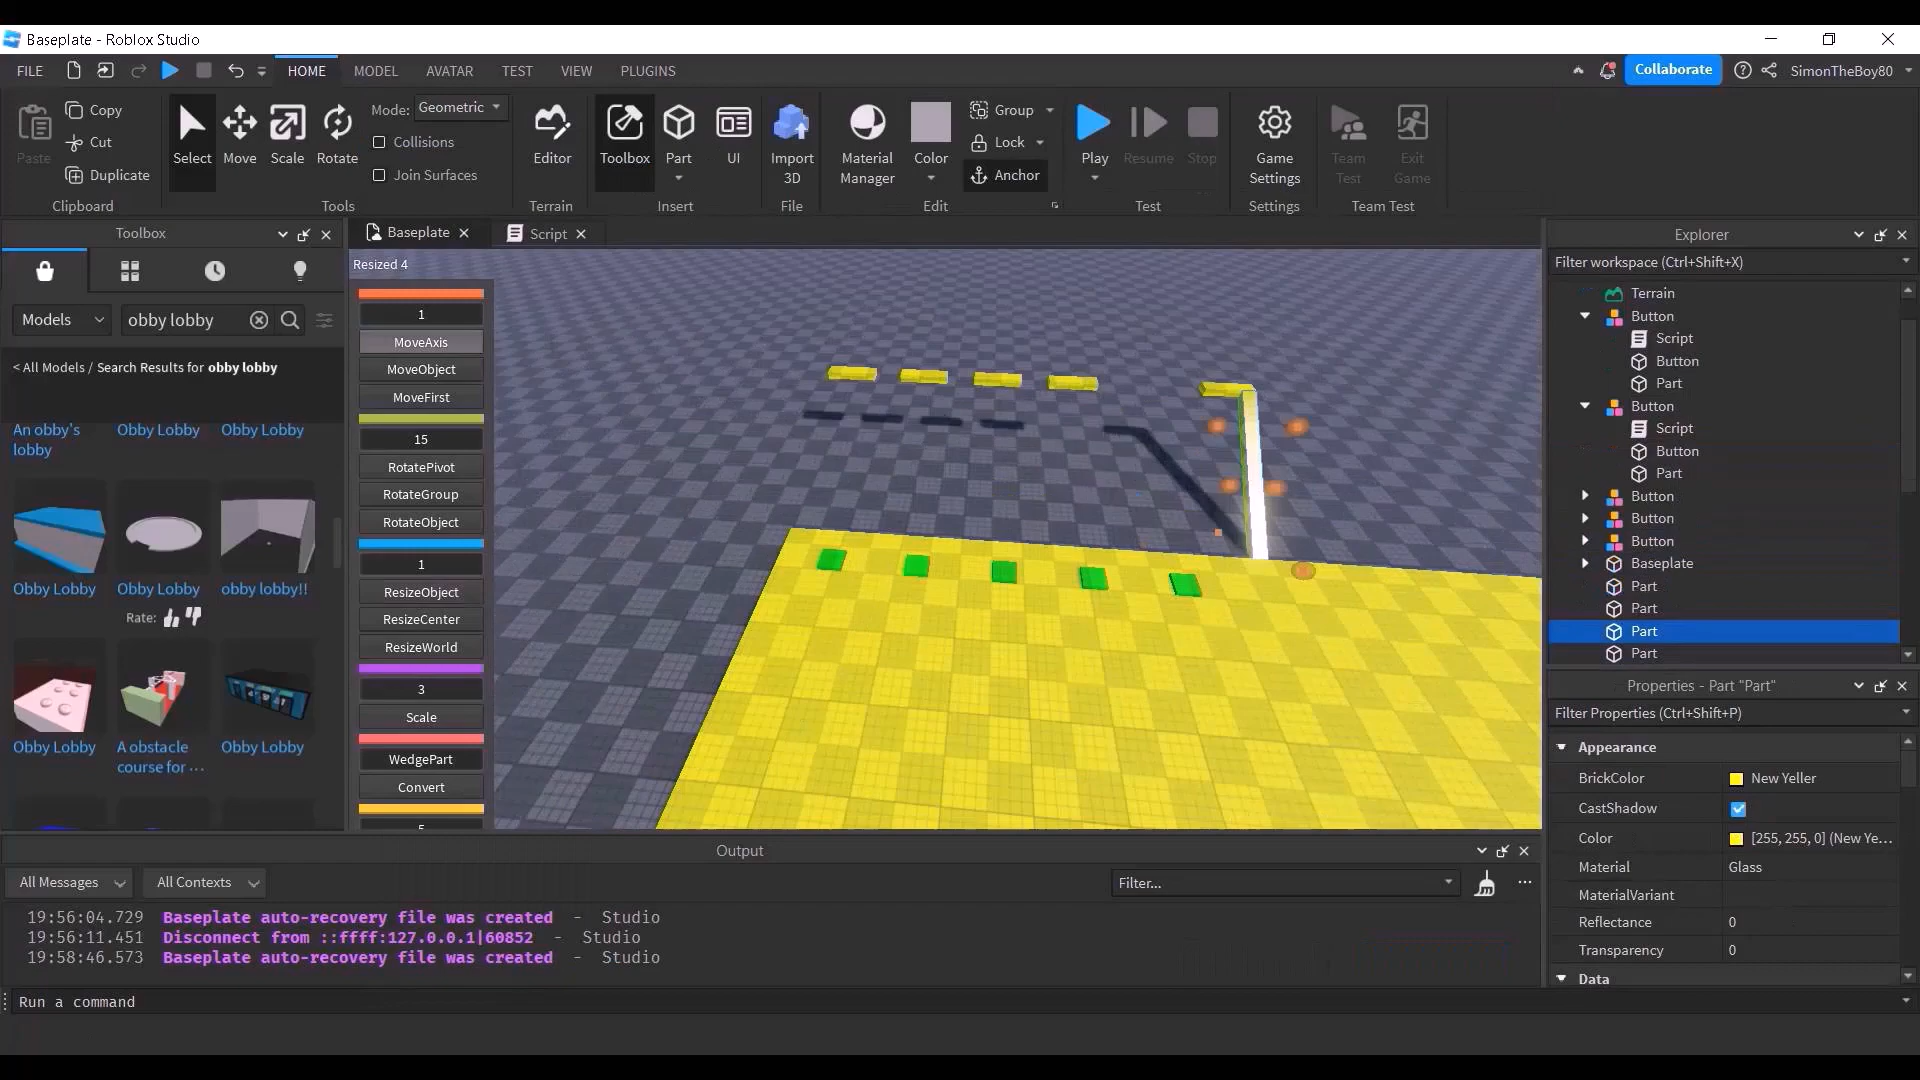 Baseplate - Roblox Studio
FILE HOME MODEL AVATAR TEST VIEW PLUGINS Collaborate SimonTheBoy80
Paste Copy Cut Duplicate Clipboard
Select Move Scale Rotate Mode: Geometric Collisions Join Surfaces Tools
Editor Terrain
Toolbox Part UI Insert
Import 3D File
Material Manager Color Group Lock Anchor Edit
Play Resume Stop Test
Game Settings Settings
Team Test Exit Game Team Test
Toolbox
Models obby lobby
< All Models / Search Results for obby lobby
An obby's lobby
Obby Lobby
Obby Lobby
Obby Lobby
Obby Lobby
obby lobby!!
Rate:
Obby Lobby
A obstacle course for ...
Obby Lobby
Baseplate Script
Resized 4
1
MoveAxis
MoveObject
MoveFirst
15
RotatePivot
RotateGroup
RotateObject
1
ResizeObject
ResizeCenter
ResizeWorld
3
Scale
WedgePart
Convert
Explorer
Filter workspace (Ctrl+Shift+X)
Terrain
Button
Script
Button
Part
Button
Script
Button
Part
Button
Button
Button
Baseplate
Part
Part
Part
Part
Properties - Part "Part"
Filter Properties (Ctrl+Shift+P)
Appearance
BrickColor New Yeller
CastShadow
Color [255, 255, 0] (New Ye...
Material Glass
MaterialVariant
Reflectance 0
Transparency 0
Data
Output
All Messages All Contexts Filter...
19:56:04.729 Baseplate auto-recovery file was created - Studio
19:56:11.451 Disconnect from ::ffff:127.0.0.1|60852 - Studio
19:58:46.573 Baseplate auto-recovery file was created - Studio
Run a command